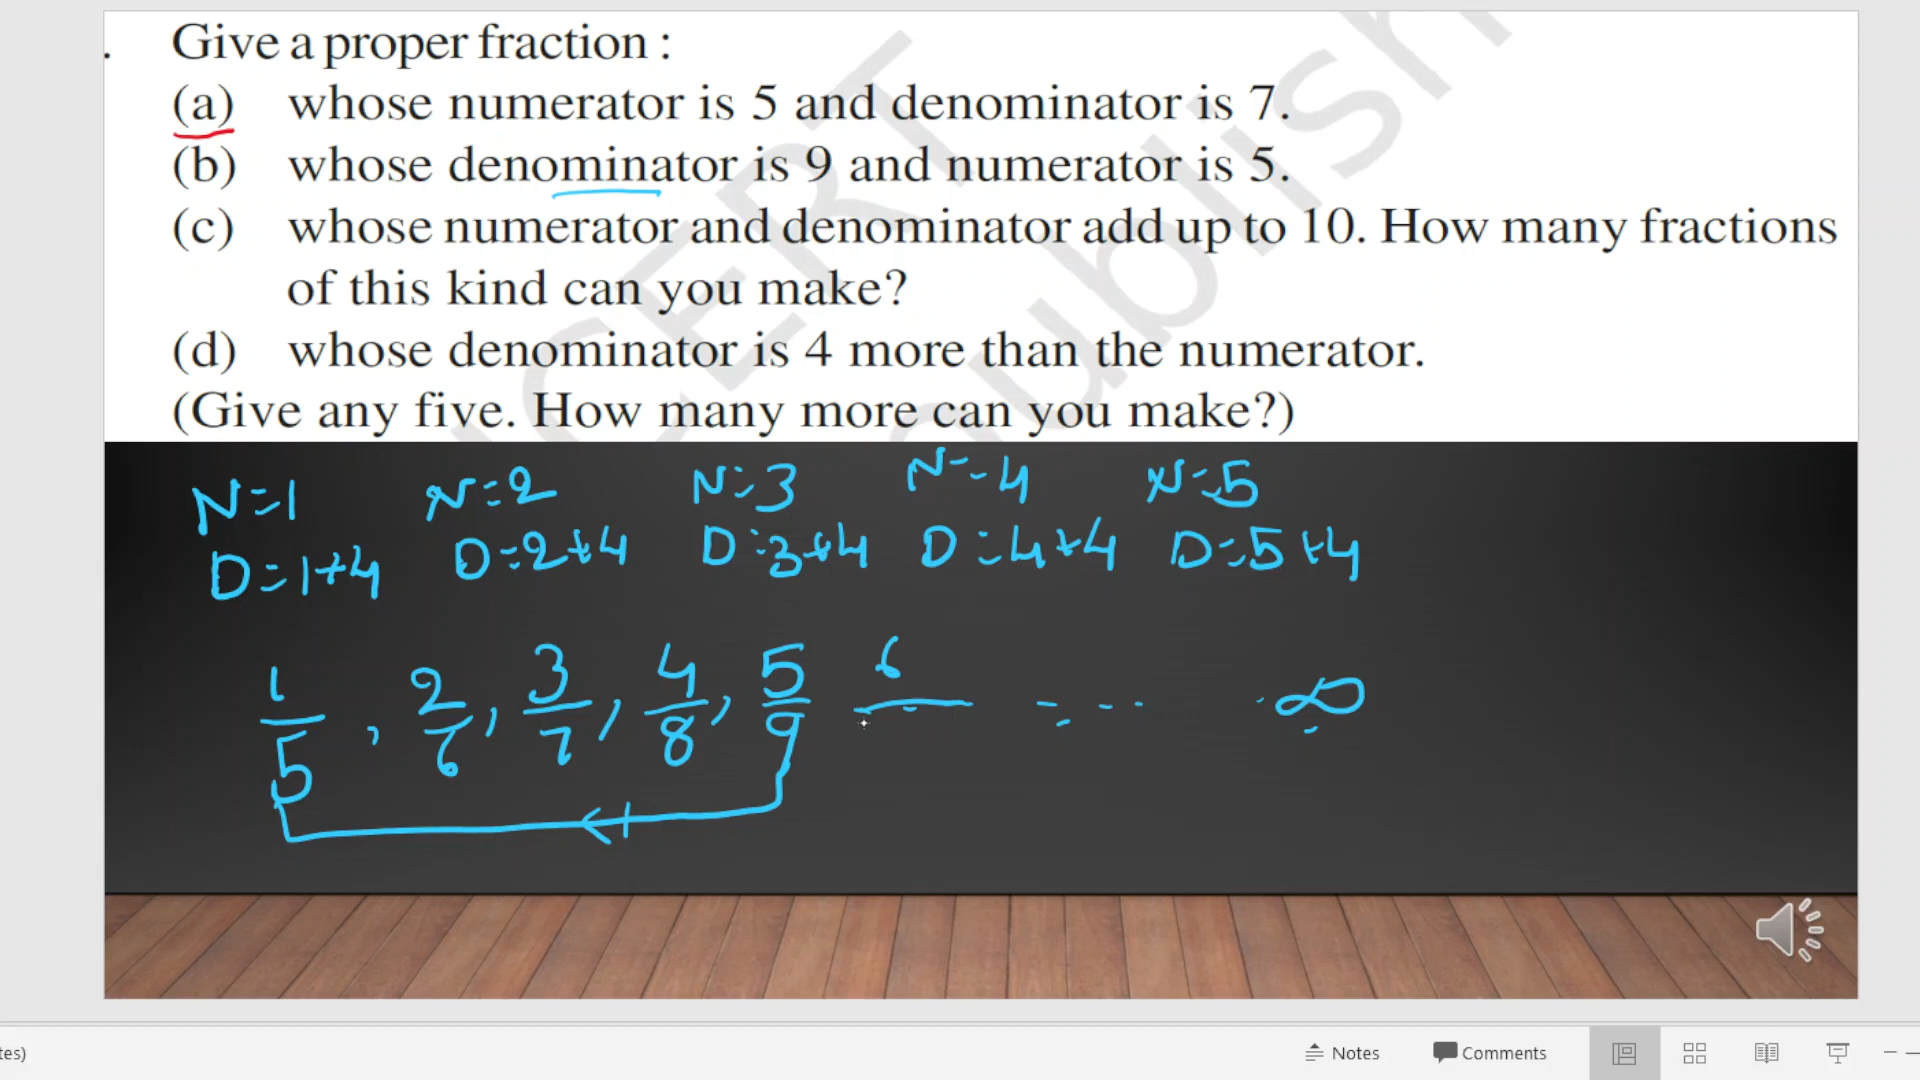 . Give a proper fraction :
(a) whose numerator is 5 and denominator is 7.
(b) whose denominator is 9 and numerator is 5.
(c) whose numerator and denominator add up to 10. How many fractions
of this kind can you make?
(d) whose denominator is 4 more than the numerator.
(Give any five. How many more can you make?)
N=1 N=2 N=3 N=4 N=5
D=1+4 D=2+4 D=3+4 D=4+4 D=5+4
1/5 , 2/6 , 3/7 , 4/8 , 5/9 6/ --- ∞
tes) Notes Comments